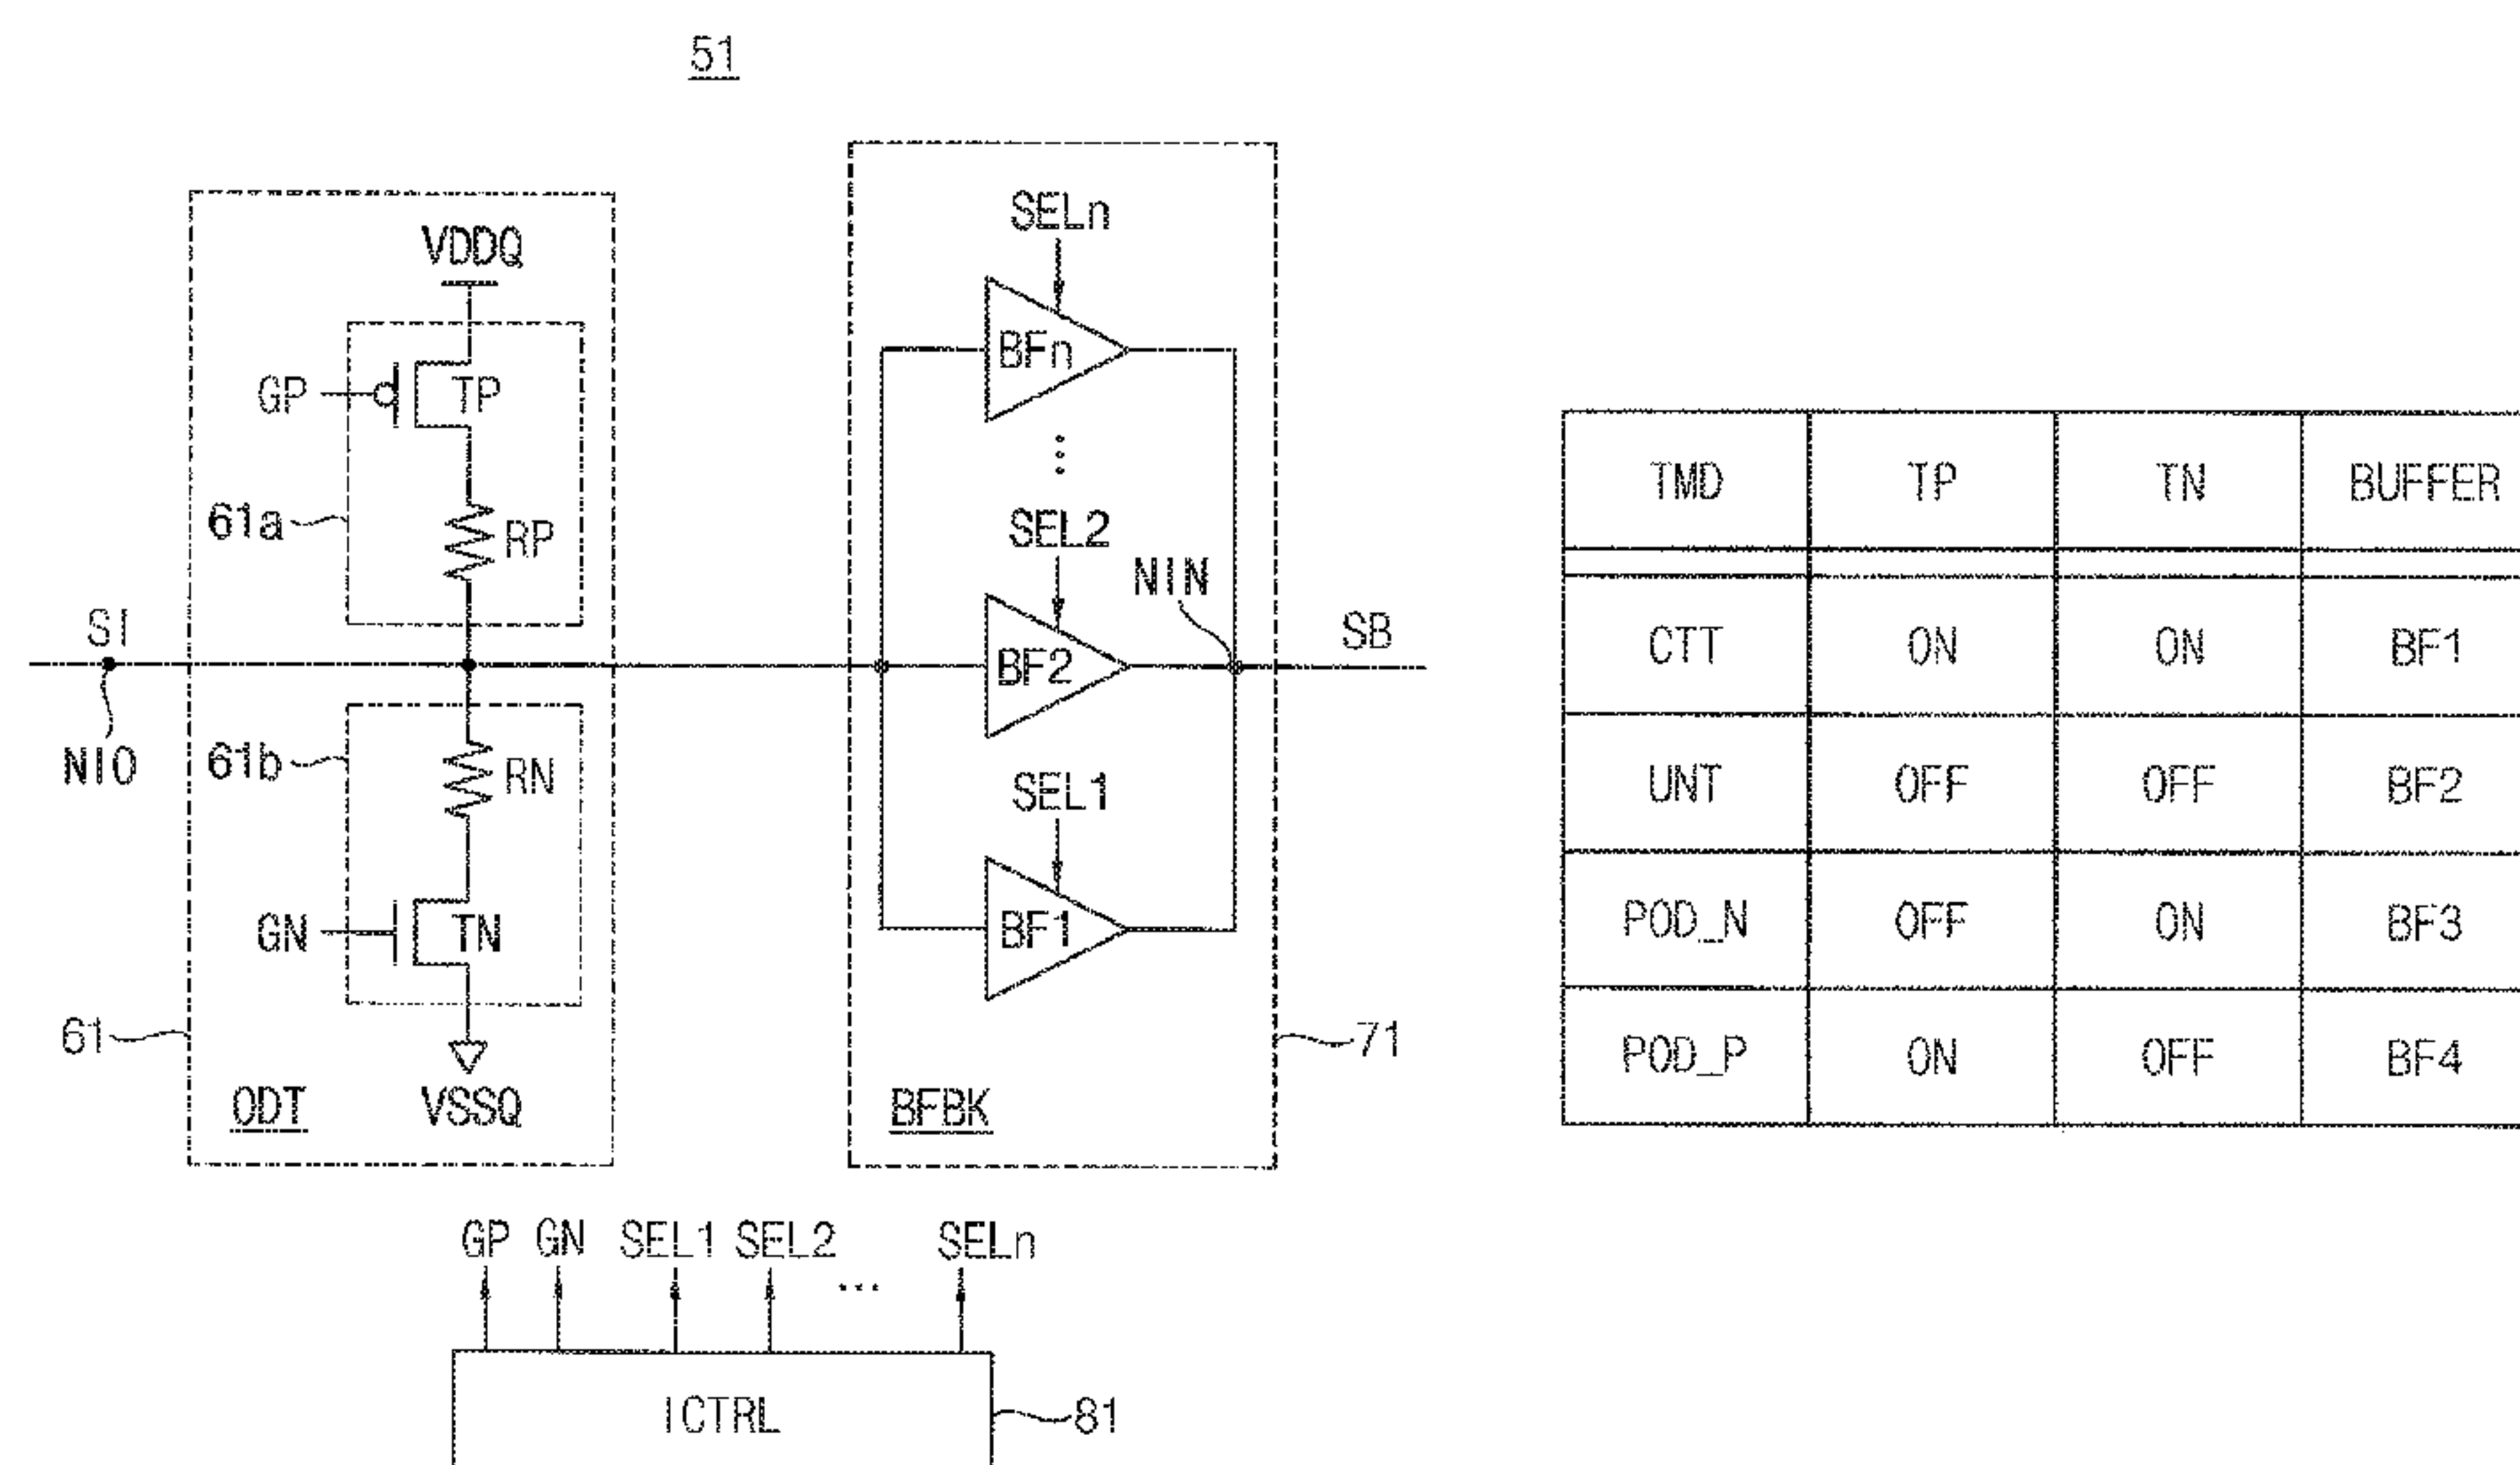 51
SELn
VDDQ
BFn
GP
TP
TMD TP TN BUFFER
61a
RP
SEL2
NIN
SI
SB
CTT ON ON BF1
BF2
NIO
61b
RN
SEL1
UNT OFF OFF BF2
GN
TN
BF1
POD_N OFF ON BF3
61
71
POD_P ON OFF BF4
ODT
VSSQ
BFBK
GP GN SEL1 SEL2 ... SELn
ICTRL
81